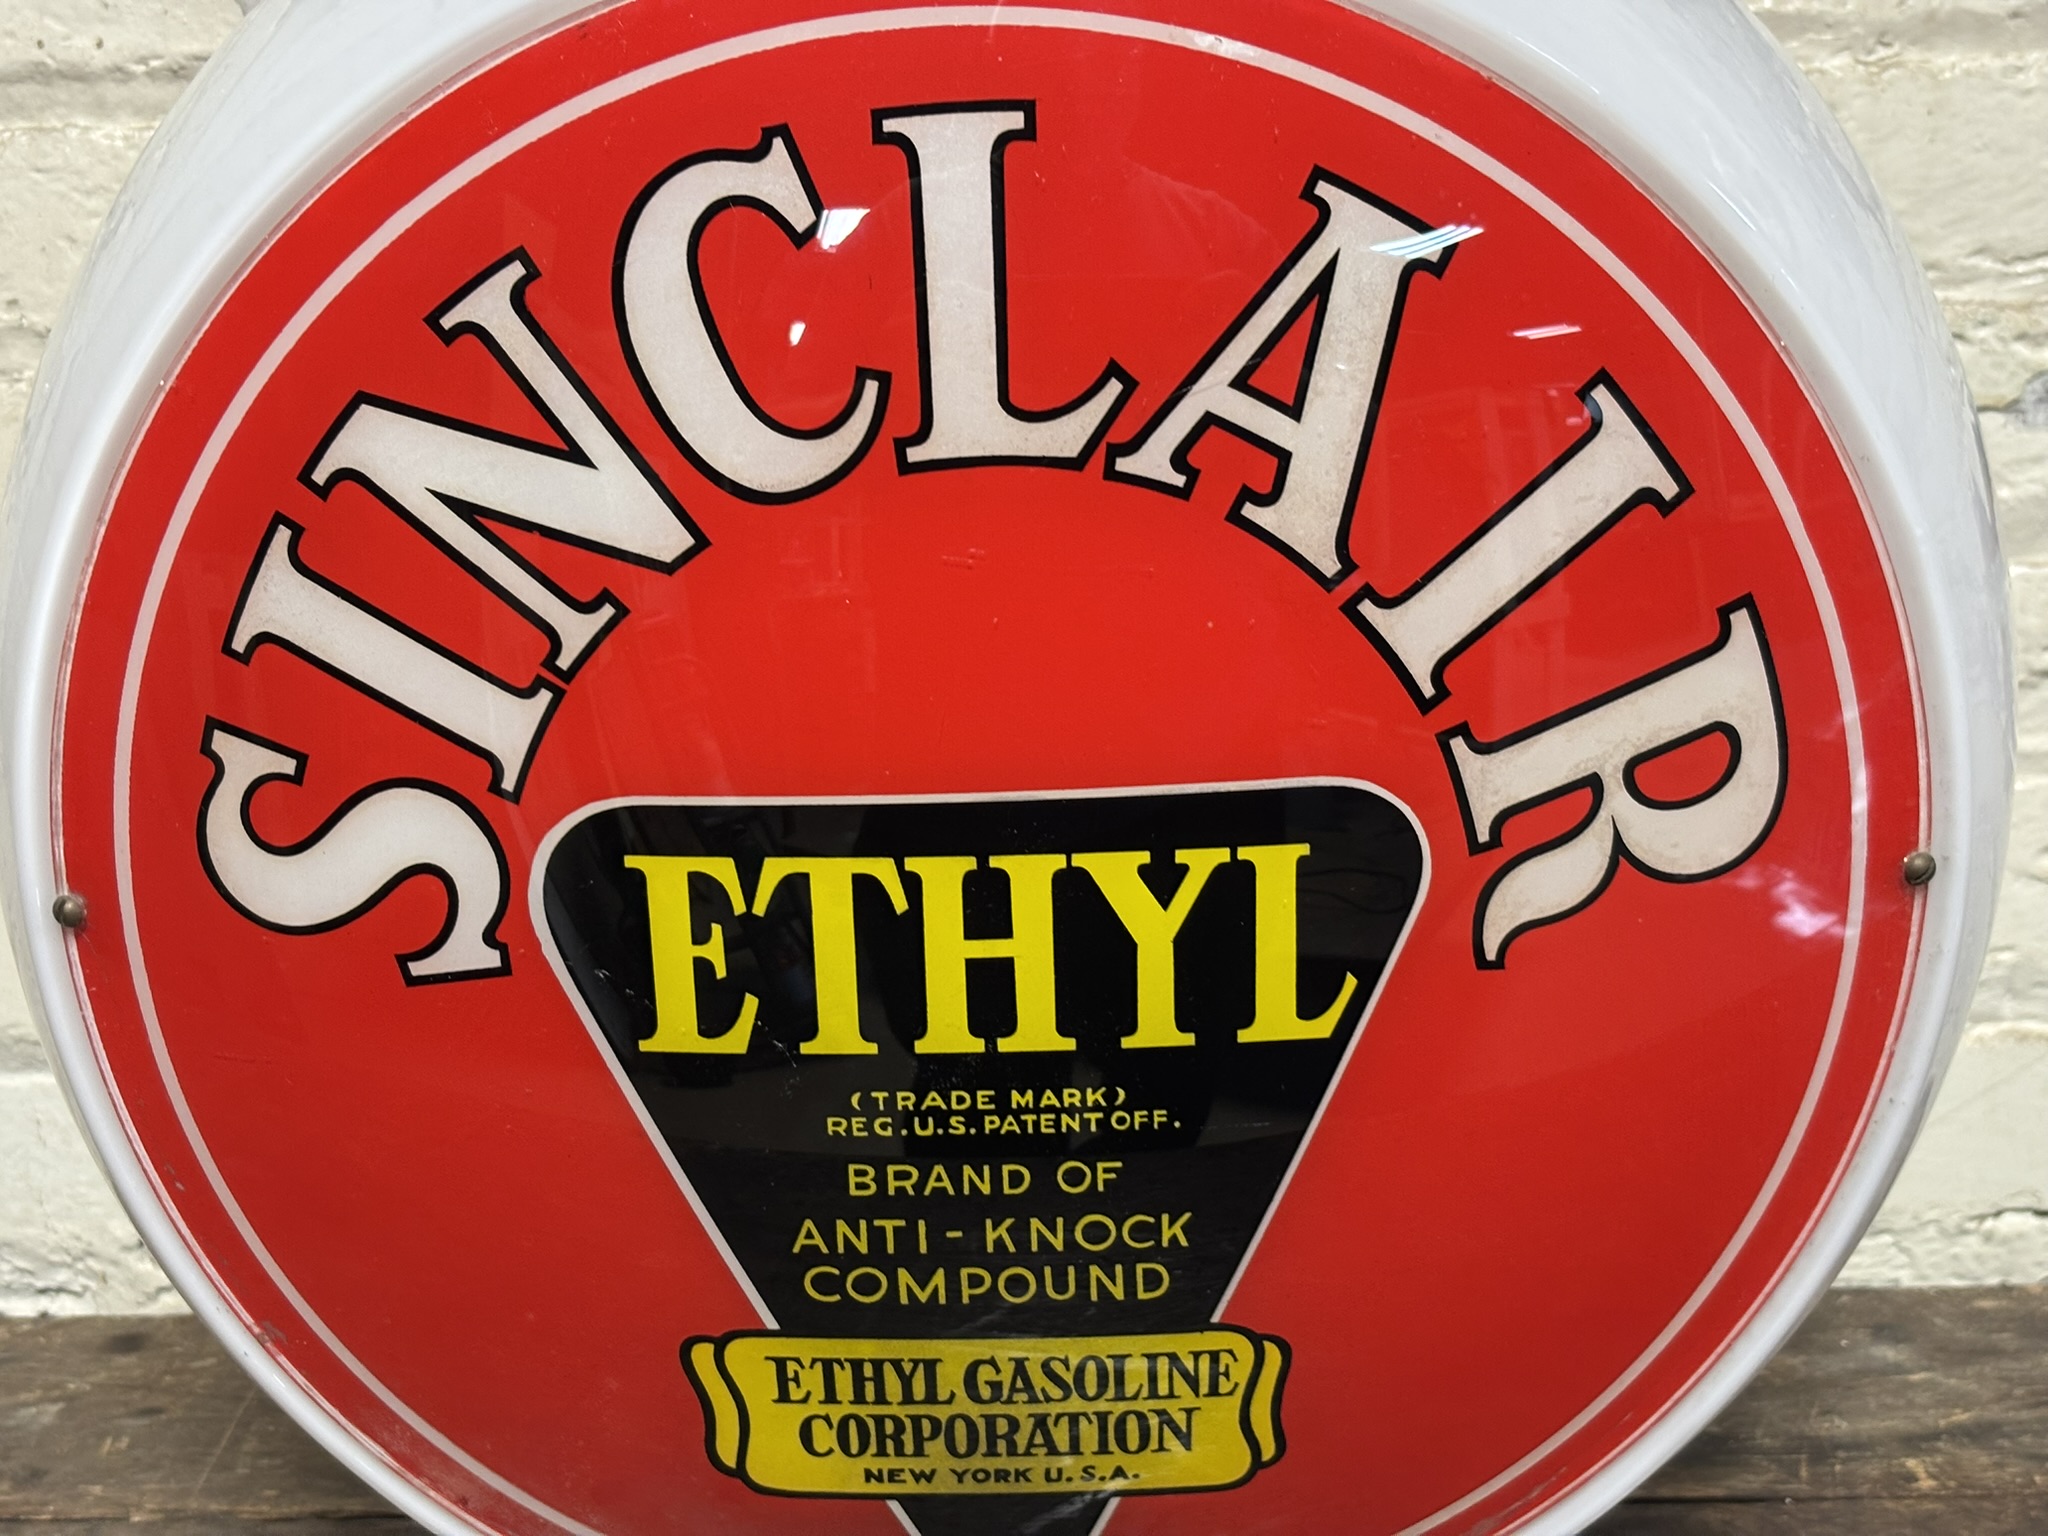 SINCLAIR
ETHYL
(TRADE MARK)
REG. U.S. PATENT OFF.
BRAND OF
ANTI-KNOCK
COMPOUND
ETHYL GASOLINE
CORPORATION
NEW YORK U.S.A.